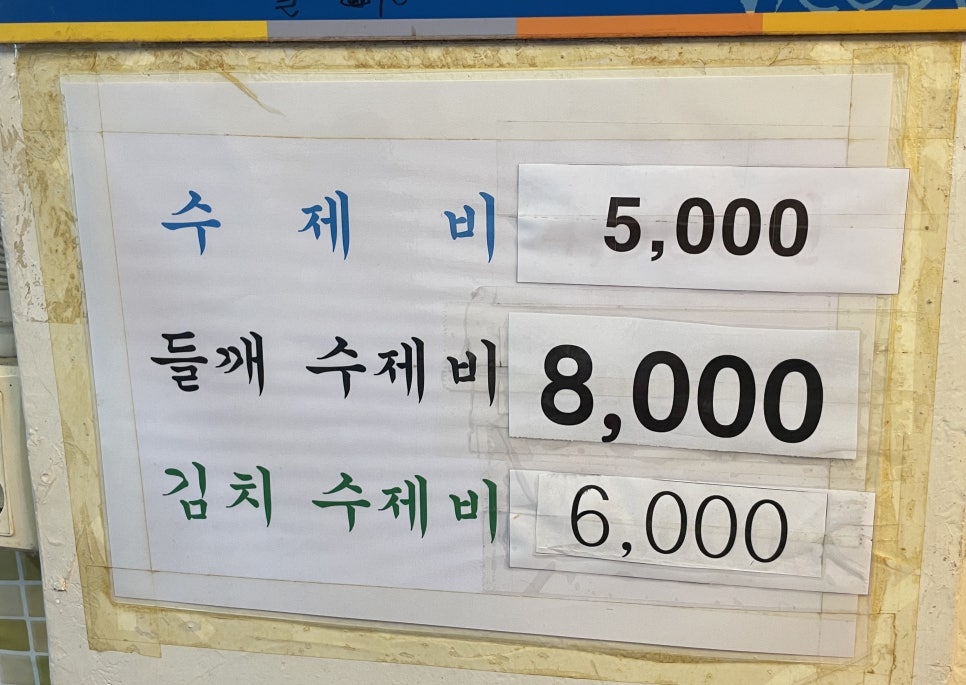 수 제 비 5,000
들깨 수제비 8,000
김치 수제비 6,000